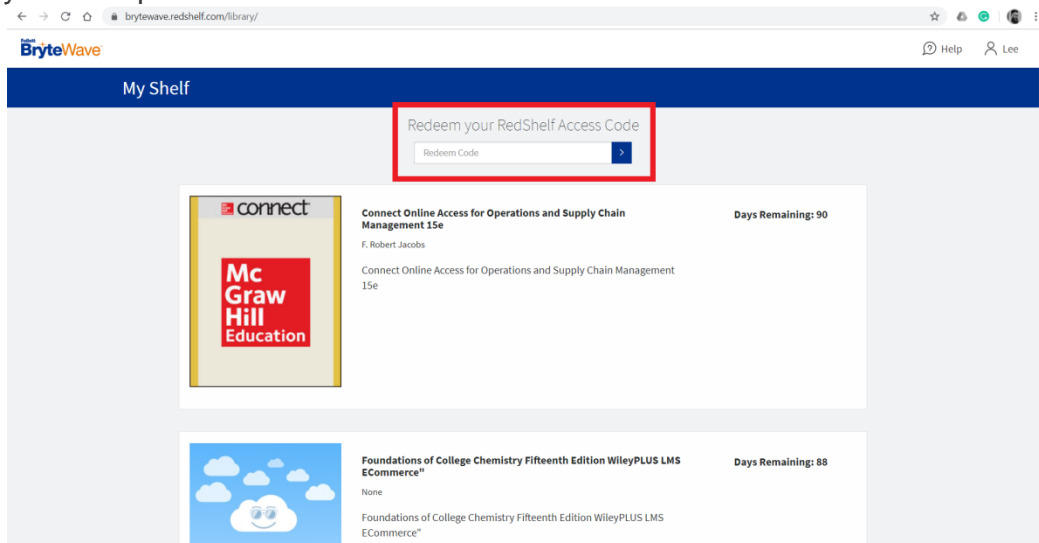 brytewave.redshelf.com/library/
Follett
BryteWave
Help
Lee
My Shelf
Redeem your RedShelf Access Code
Redeem Code
connect
Mc
Graw
Hill
Education
Connect Online Access for Operations and Supply Chain
Management 15e
F. Robert Jacobs
Connect Online Access for Operations and Supply Chain Management
15e
Days Remaining: 90
Foundations of College Chemistry Fifteenth Edition WileyPLUS LMS
ECommerce"
None
Foundations of College Chemistry Fifteenth Edition WileyPLUS LMS
ECommerce"
Days Remaining: 88